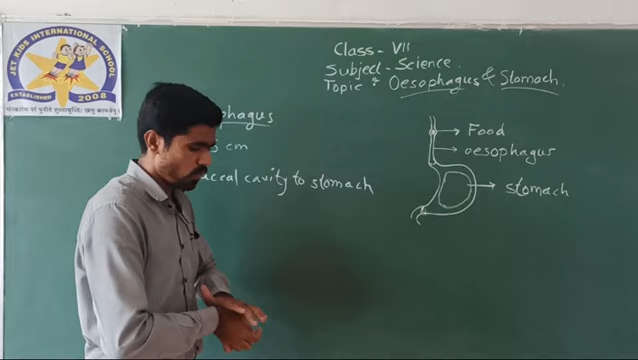 JET KIDS INTERNATIONAL SCHOOL
ESTABLISHED 2008
Class - VII
Subject - Science.
Topic : Oesophagus & Stomach.
phagus
cm
ccal cavity to stomach
Food
oesophagus
stomach